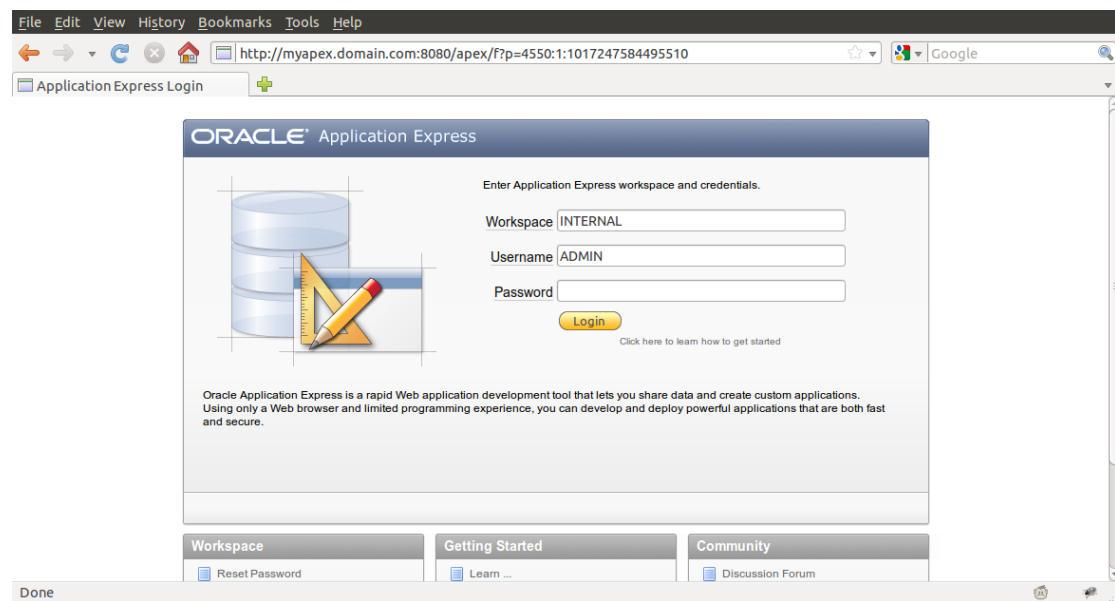 File Edit View History Bookmarks Tools Help
http://myapex.domain.com:8080/apex/f?p=4550:1:1017247584495510
Google
Application Express Login
ORACLE Application Express
Enter Application Express workspace and credentials.
Workspace INTERNAL
Username ADMIN
Password
Login
Click here to learn how to get started
Oracle Application Express is a rapid Web application development tool that lets you share data and create custom applications.
Using only a Web browser and limited programming experience, you can develop and deploy powerful applications that are both fast
and secure.
Workspace Getting Started Community
Reset Password Learn ... Discussion Forum
Done